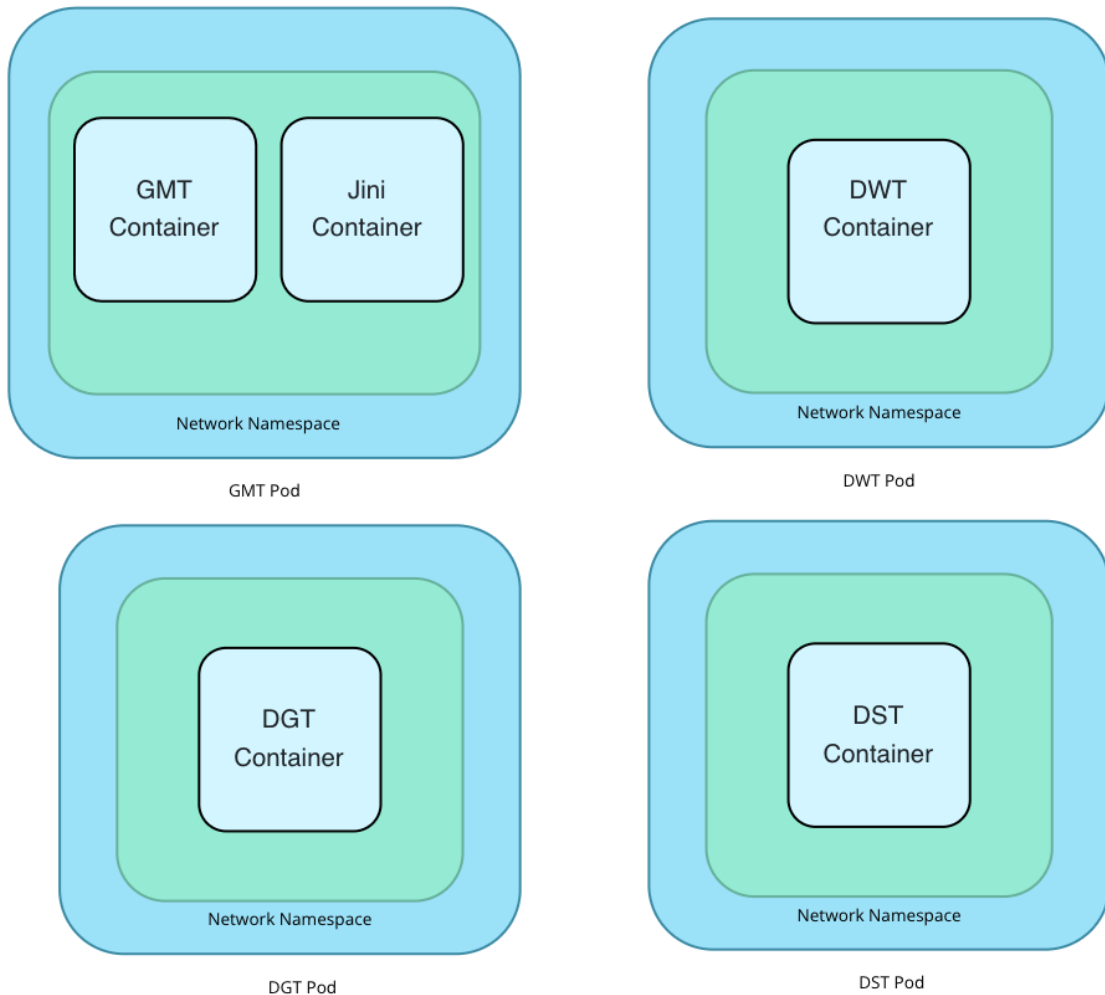 GMT
Container
Jini
Container
Network Namespace
GMT Pod
DWT
Container
Network Namespace
DWT Pod
DGT
Container
Network Namespace
DGT Pod
DST
Container
Network Namespace
DST Pod